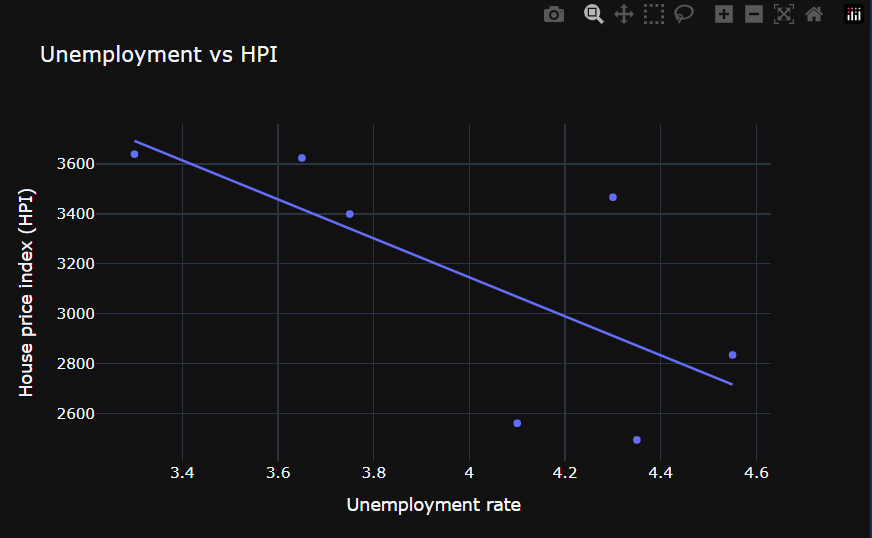 Unemployment vs HPI
House price index (HPI)
3600
3400
3200
3000
2800
2600
3.4 3.6 3.8 4 4.2 4.4 4.6
Unemployment rate